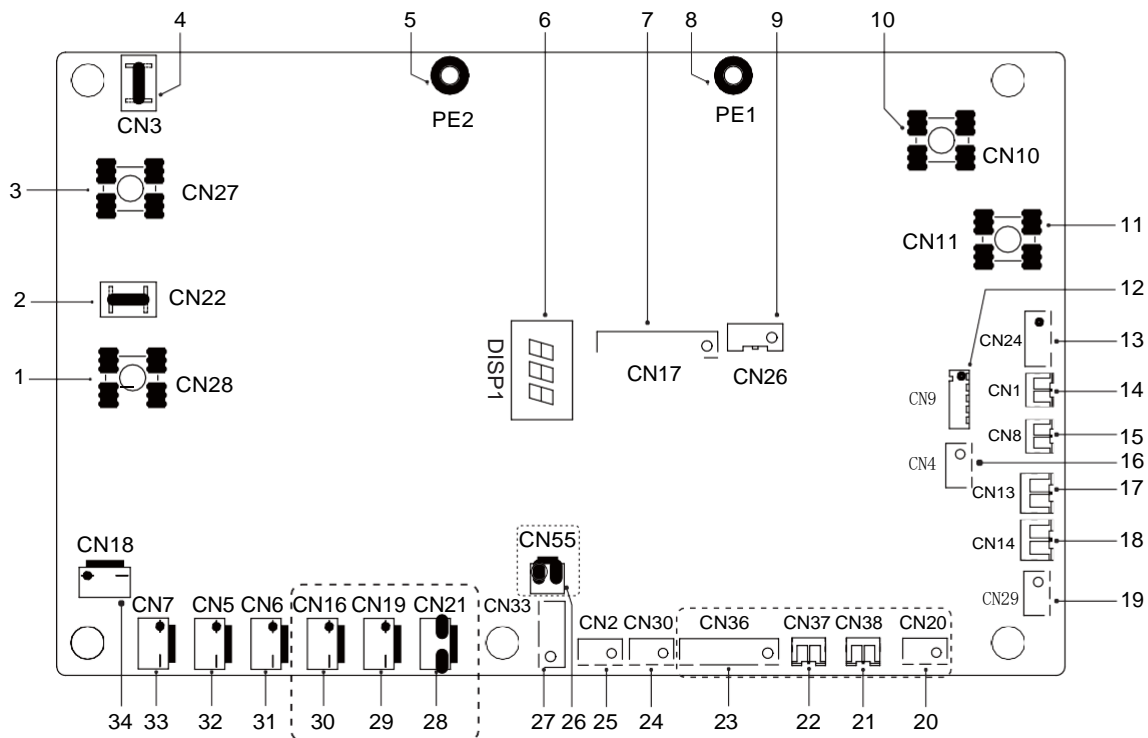 4 5 6 7 8 9 10
CN3 PE2 PE1
CN10
3 CN27
CN11 11
12
2 CN22
CN24 13
1 CN28 DISP1 CN17 CN26
CN9 CN1 14
CN8 15
CN4 16
CN13 17
CN18 CN55 CN14 18
CN7 CN5 CN6 CN16 CN19 CN21 CN33 CN2 CN30 CN36 CN37 CN38 CN20
CN29 19
34 33 32 31 30 29 28 27 26 25 24 23 22 21 20